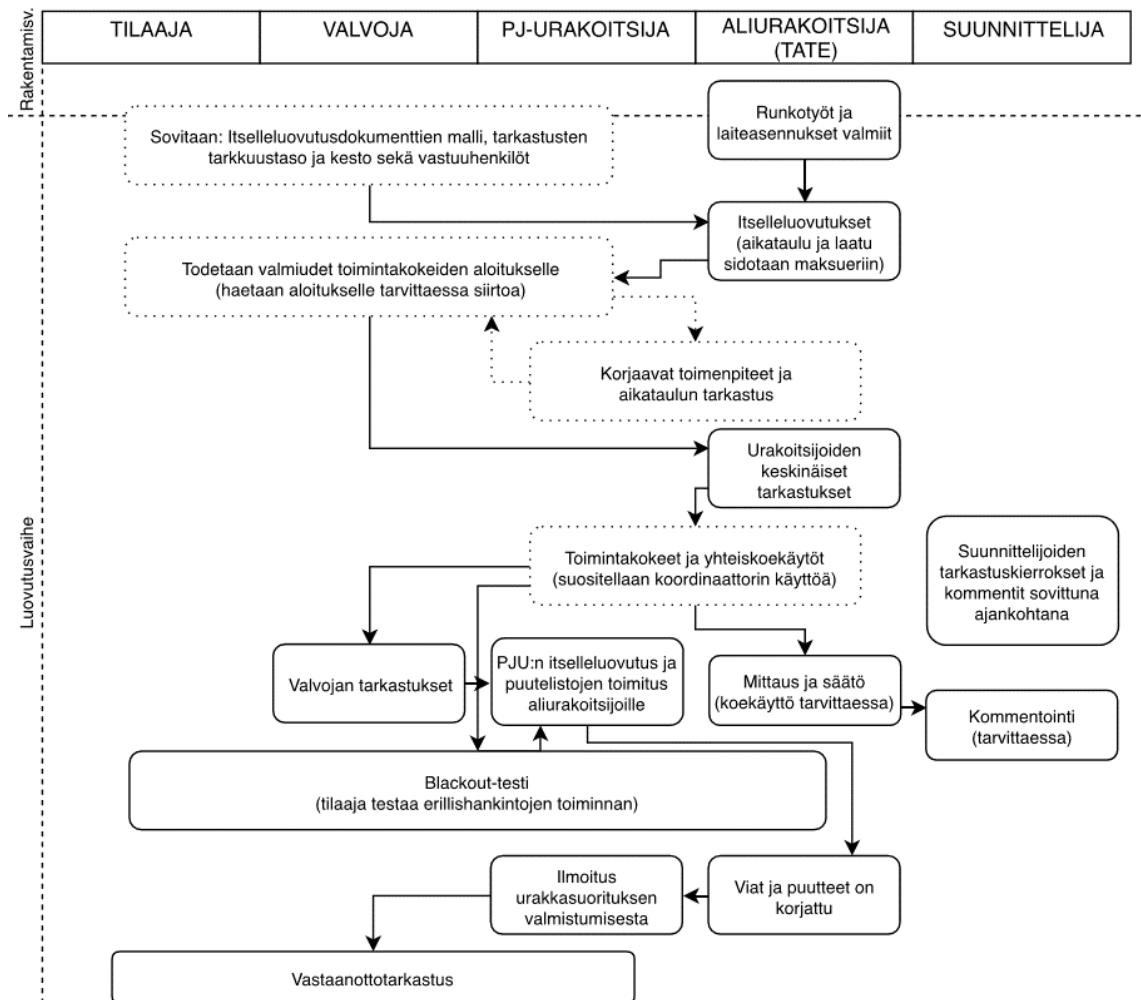 TILAAJA
VALVOJA
PJ-URAKOITSIJA
ALIURAKOITSIJA
(TATE)
SUUNNITTELIJA
Rakentamisv.
Runkotyöt ja
laiteasennukset valmiit
Sovitaan: Itselleluovutusdokumenttien malli, tarkastusten
tarkkuustaso ja kesto sekä vastuuhenkilöt
Itselleluovutukset
(aikataulu ja laatu
sidotaan maksueriin)
Todetaan valmiudet toimintakokeiden aloitukselle
(haetaan aloitukselle tarvittaessa siirtoa)
Korjaavat toimenpiteet ja
aikataulun tarkastus
Urakoitsijoiden
keskinäiset
tarkastukset
Luovutusvaihe
Toimintakokeet ja yhteiskoekäytöt
(suositellaan koordinaattorin käyttöä)
Suunnittelijoiden
tarkastuskierrokset ja
kommentit sovittuna
ajankohtana
Valvojan tarkastukset
PJU:n itselleluovutus ja
puutelistojen toimitus
aliurakoitsijoille
Mittaus ja säätö
(koekäyttö tarvittaessa)
Kommentointi
(tarvittaessa)
Blackout-testi
(tilaaja testaa erillishankintojen toiminnan)
Ilmoitus
urakkasuorituksen
valmistumisesta
Viat ja puutteet on
korjattu
Vastaanottotarkastus